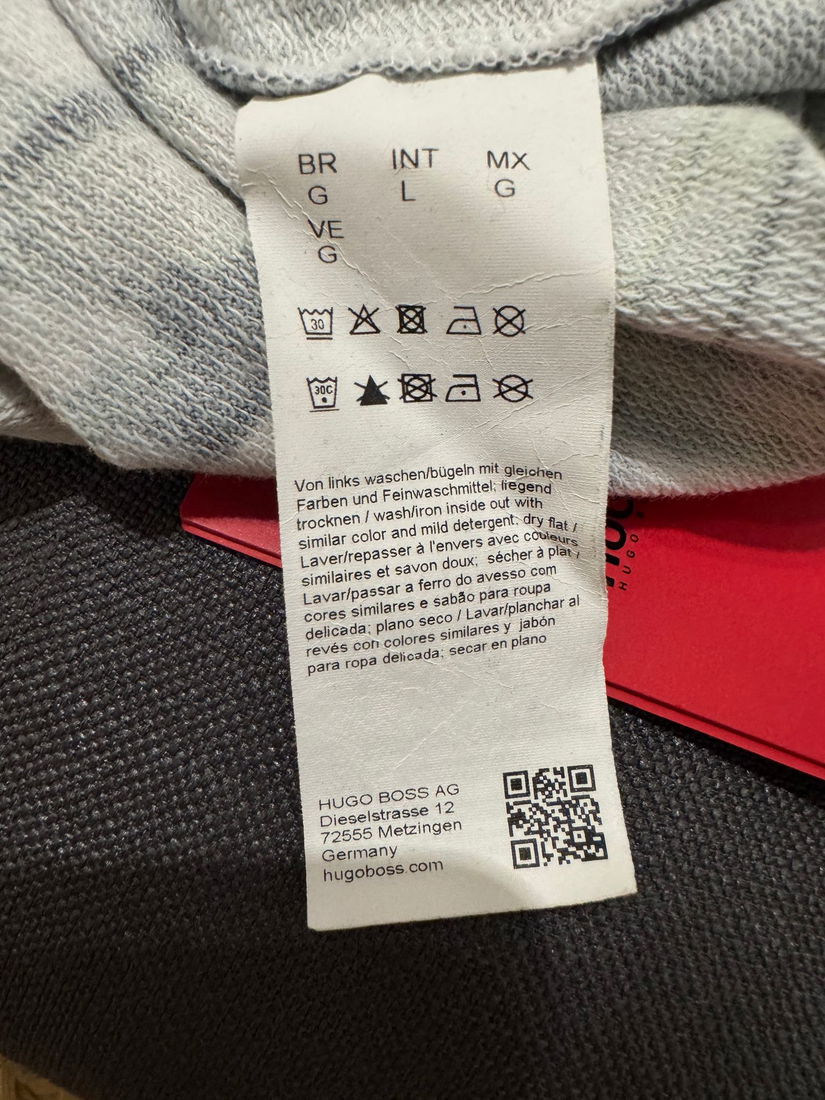 BR INT MX
G L G
VE
G
30
30C
Von links waschen/bügeln mit gleichen
Farben und Feinwaschmittel; liegend
trocknen / wash/iron inside out with
similar color and mild detergent; dry flat /
Laver/repasser à l'envers avec couleurs
similaires et savon doux; sécher à plat /
Lavar/passar a ferro do avesso com
cores similares e sabão para roupa
delicada; plano seco / Lavar/planchar al
revés con colores similares y jabón
para ropa delicada; secar en plano
HUGO BOSS AG
Dieselstrasse 12
72555 Metzingen
Germany
hugoboss.com
HUGO